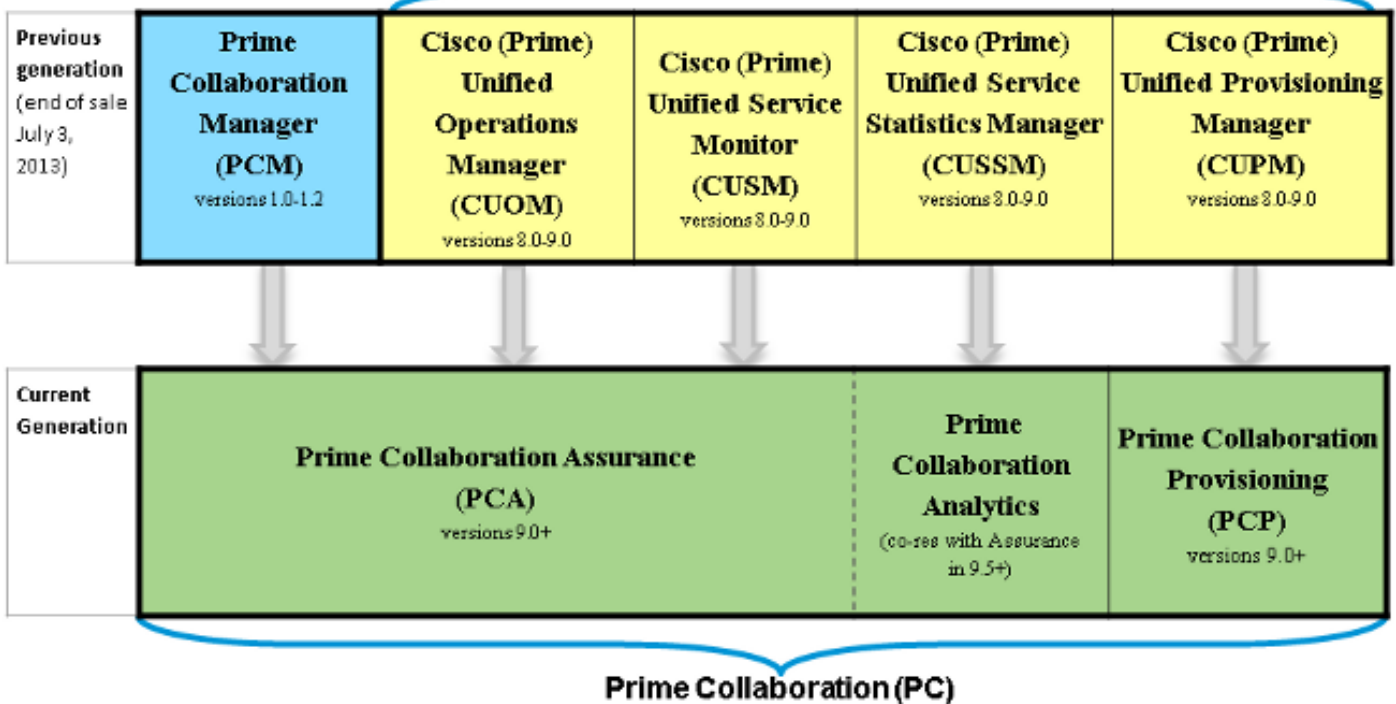 Previous
generation
(end of sale
July 3,
2013)
Prime
Collaboration
Manager
(PCM)
versions 1.0-1.2
Cisco (Prime)
Unified
Operations
Manager
(CUOM)
versions 8.0-9.0
Cisco (Prime)
Unified Service
Monitor
(CUSM)
versions 8.0-9.0
Cisco (Prime)
Unified Service
Statistics Manager
(CUSSM)
versions 8.0-9.0
Cisco (Prime)
Unified Provisioning
Manager
(CUPM)
versions 8.0-9.0
Current
Generation
Prime Collaboration Assurance
(PCA)
versions 9.0+
Prime
Collaboration
Analytics
(co-res with Assurance
in 9.5+)
Prime Collaboration
Provisioning
(PCP)
versions 9.0+
Prime Collaboration (PC)